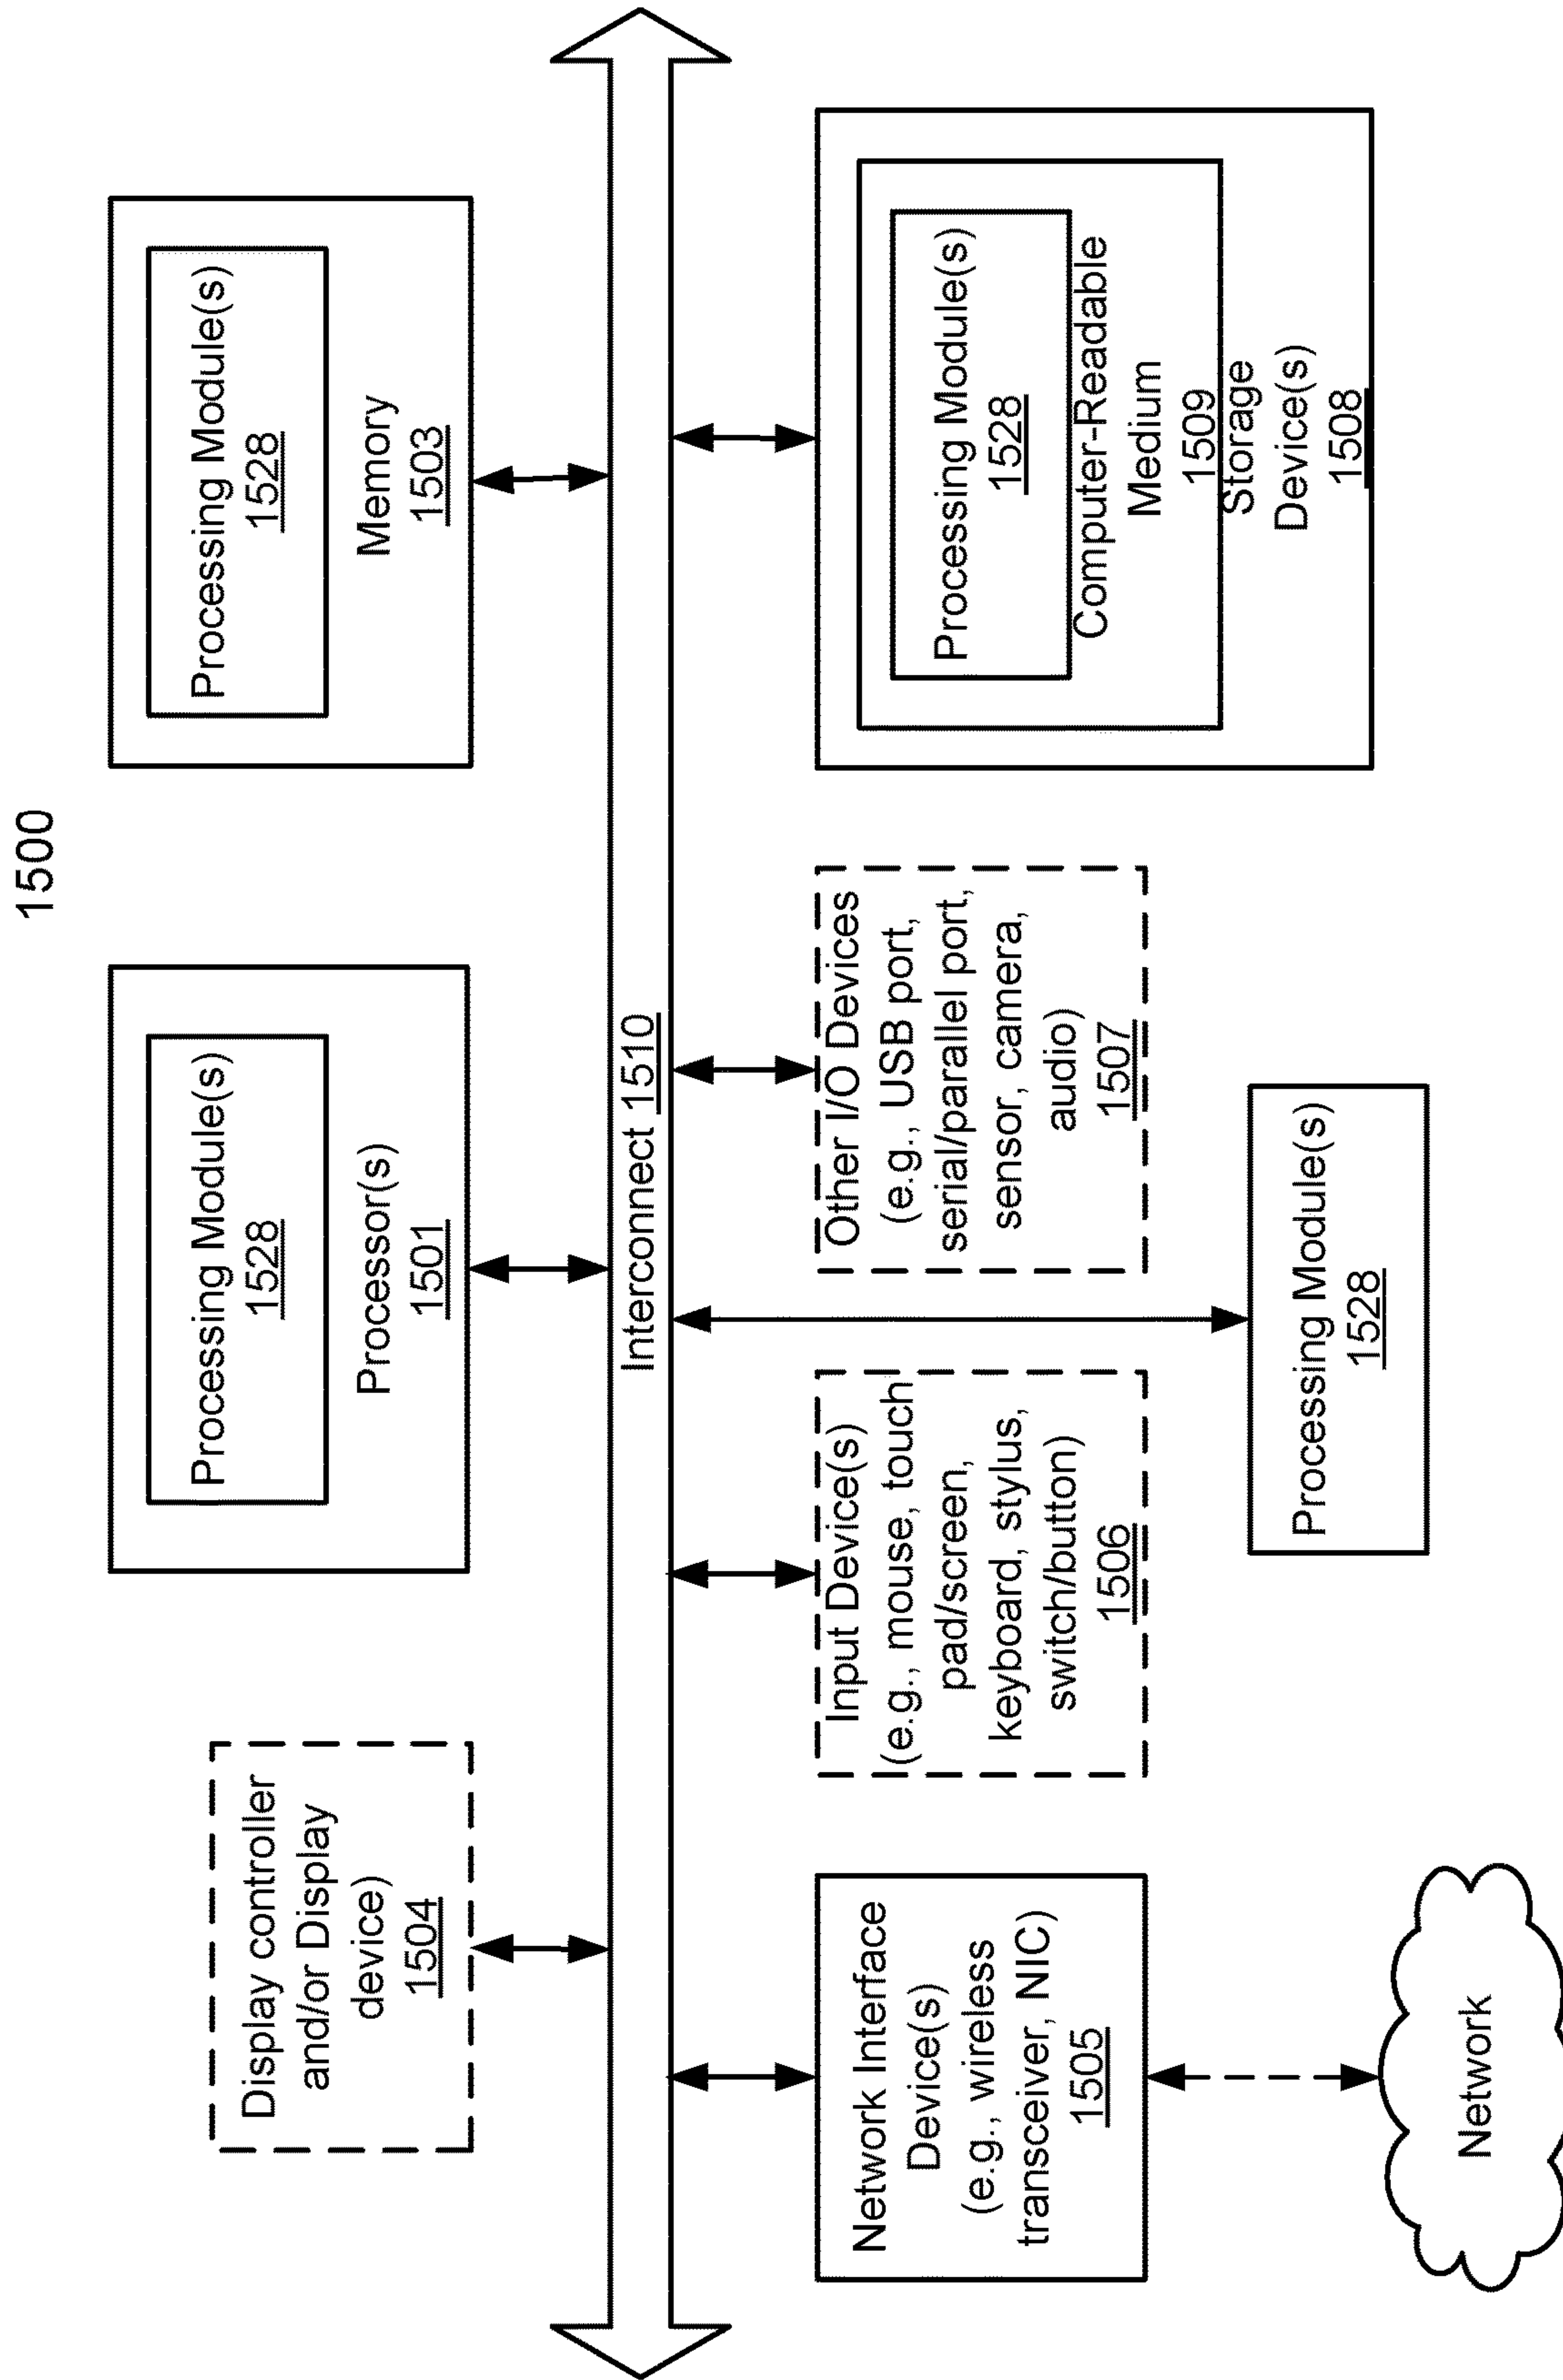 1500
Display controller
and/or Display
device)
1504
Processing Module(s)
1528
Processor(s)
1501
Processing Module(s)
1528
Memory
1503
Interconnect 1510
Network Interface
Device(s)
(e.g., wireless
transceiver, NIC)
1505
Input Device(s)
(e.g., mouse, touch
pad/screen,
keyboard, stylus,
switch/button)
1506
Other I/O Devices
(e.g., USB port,
serial/parallel port,
sensor, camera,
audio)
1507
Processing Module(s)
1528
Computer-Readable
Medium
1509
Storage
Device(s)
1508
Network
Processing Module(s)
1528